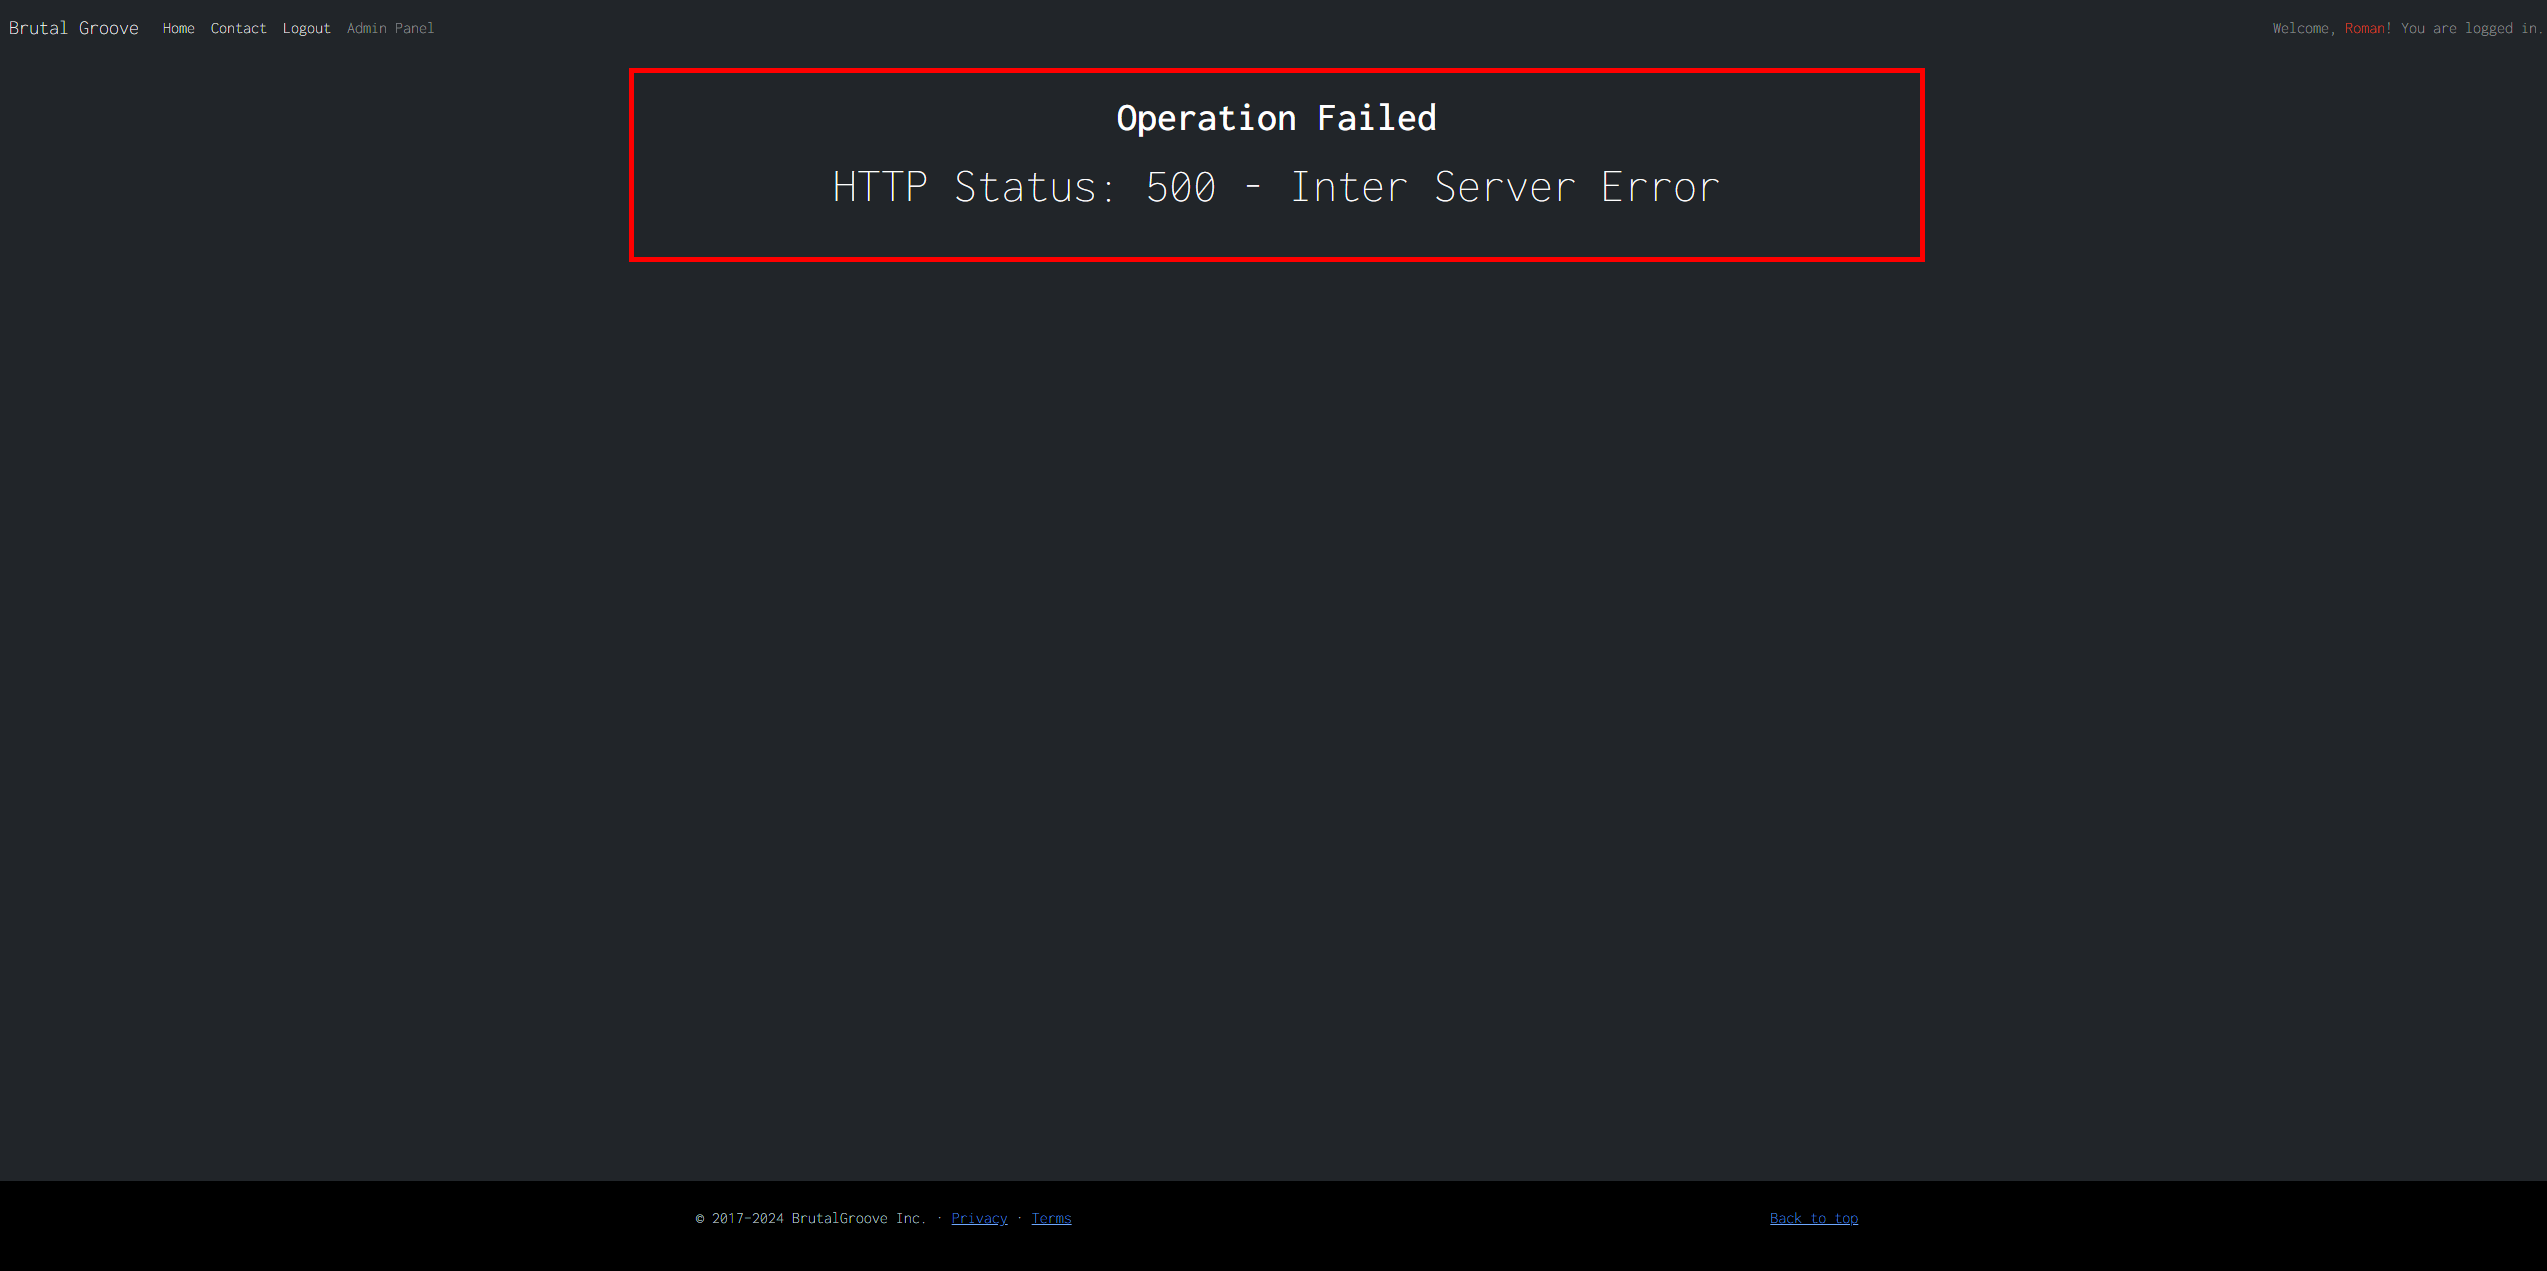 Brutal Groove Home Contact Logout Admin Panel Welcome, Roman! You are logged in.
Operation Failed
HTTP Status: 500 - Inter Server Error
© 2017-2024 BrutalGroove Inc. · Privacy · Terms Back to top